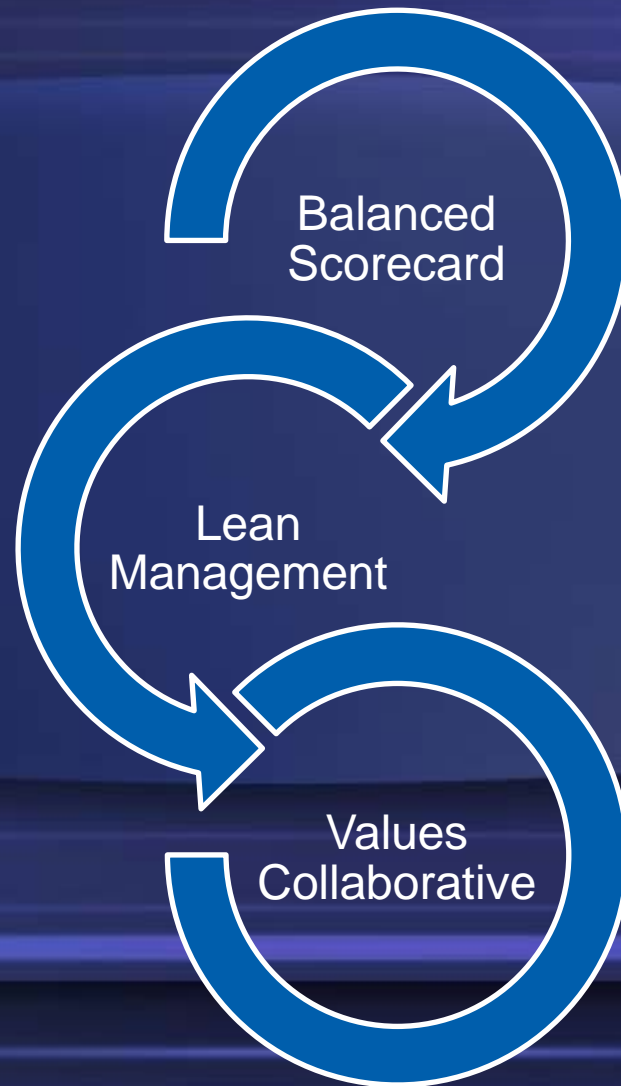 Balanced
Scorecard
Lean
Management
Values
Collaborative